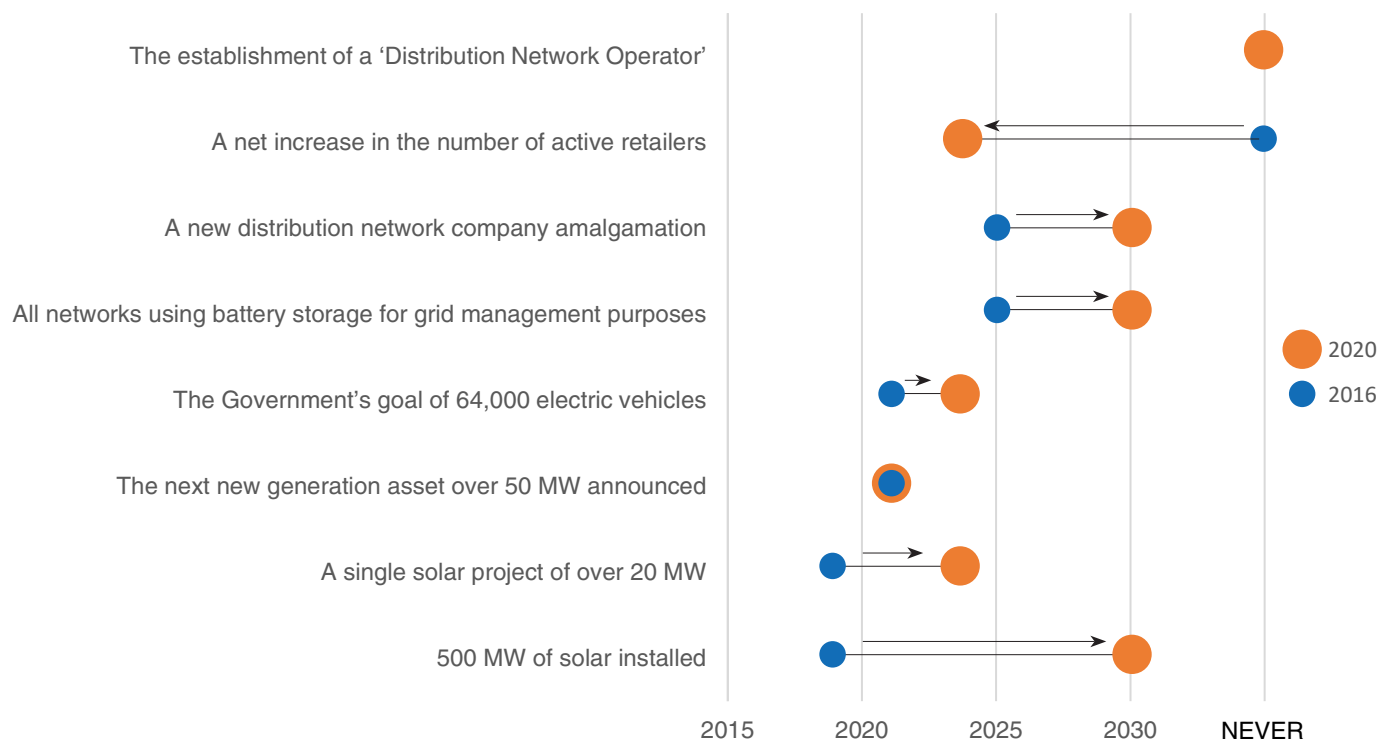 The establishment of a ‘Distribution Network Operator’
A net increase in the number of active retailers
A new distribution network company amalgamation
All networks using battery storage for grid management purposes
2020
The Government’s goal of 64,000 electric vehicles
2016
The next new generation asset over 50 MW announced
A single solar project of over 20 MW
500 MW of solar installed
2015 2020 2025 2030 NEVER